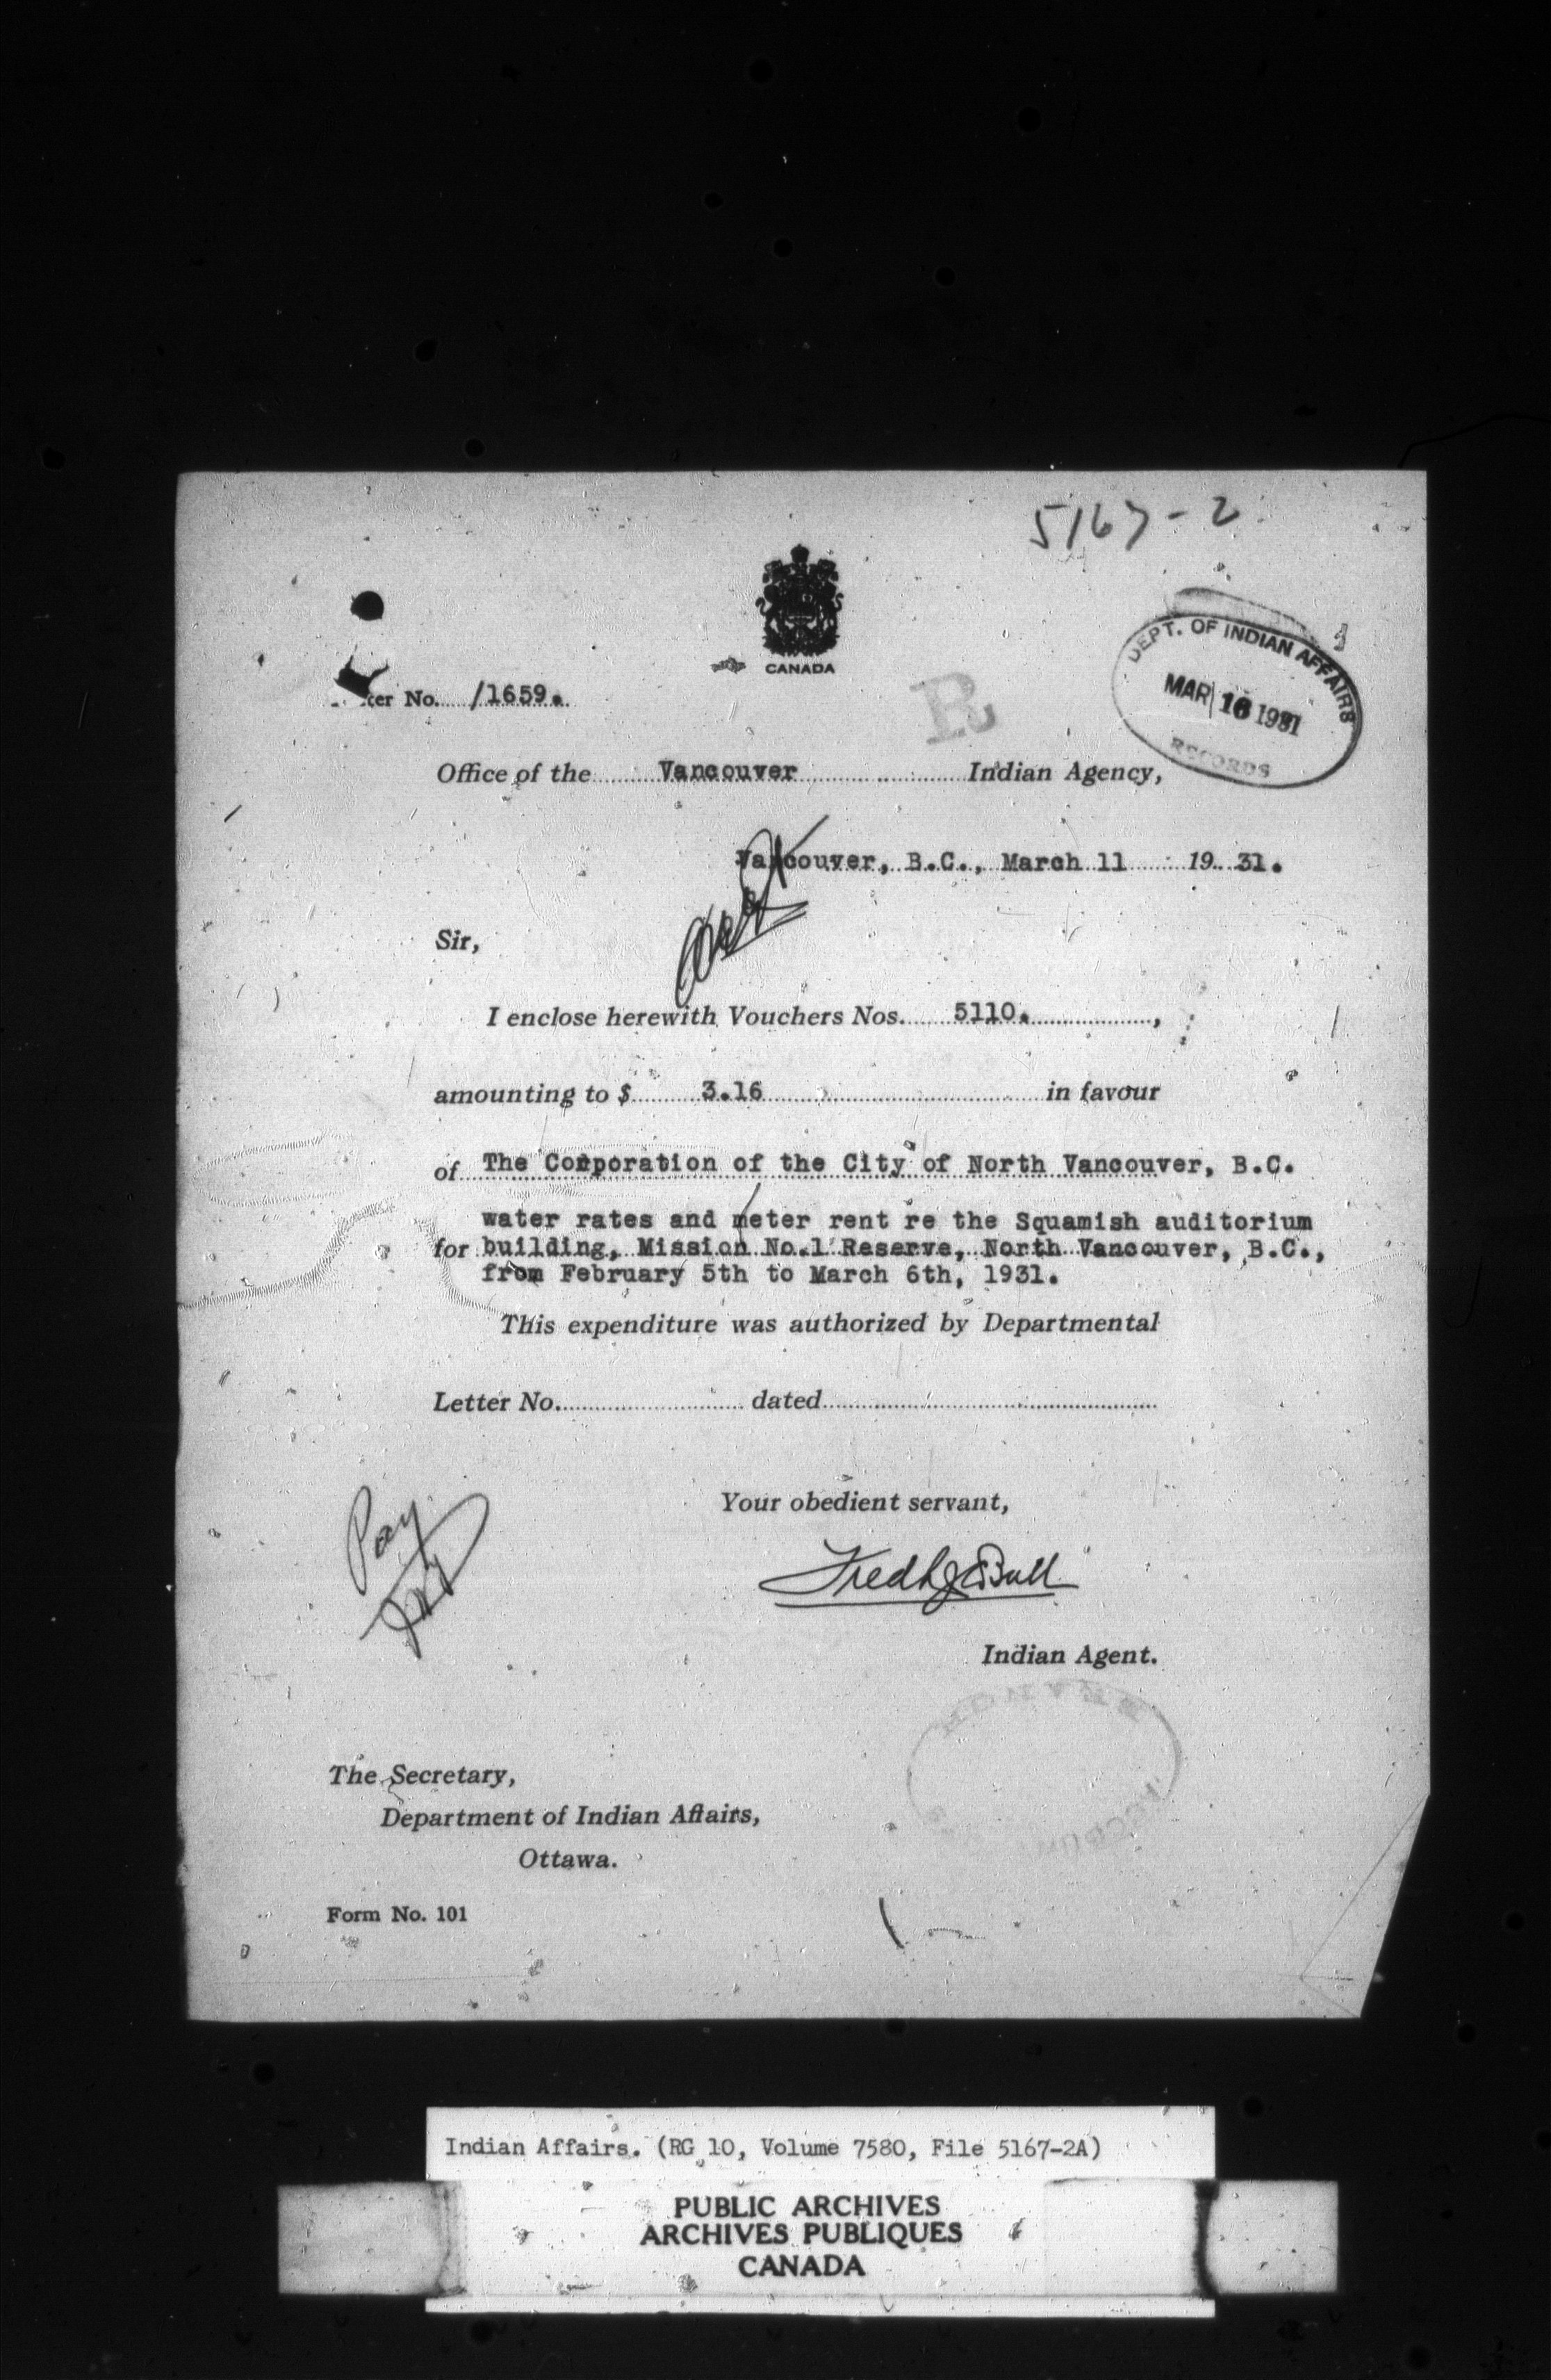 5167-2
CANADA
DEPT. OF INDIAN AFFAIRS
MAR 16 1931
RECORDS
R
No. /1659.
Office of the Vancouver Indian Agency,
Vancouver, B.C., March 11 19 31.
Sir,
I enclose herewith Vouchers Nos. 5110. ,
amounting to $ 3.16 in favour
of The Corporation of the City of North Vancouver, B.C.
water rates and meter rent re the Squamish auditorium
for building, Mission No.1 Reserve, North Vancouver, B.C.,
from February 5th to March 6th, 1931.
This expenditure was authorized by Departmental
Letter No. dated
Your obedient servant,
Pay
Fred J C Ball
Indian Agent.
The Secretary,
Department of Indian Affairs,
Ottawa.
Form No. 101
Indian Affairs. (RG 10, Volume 7580, File 5167-2A)
PUBLIC ARCHIVES
ARCHIVES PUBLIQUES
CANADA